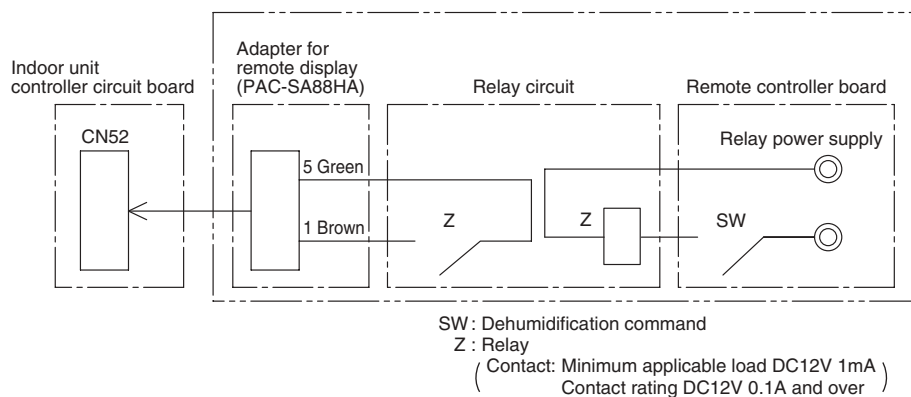 Indoor unit
controller circuit board
Adapter for
remote display
(PAC-SA88HA)
Relay circuit
Remote controller board
CN52
Relay power supply
5 Green
1 Brown
Z
Z
SW
SW : Dehumidification command
Z : Relay
( Contact: Minimum applicable load DC12V 1mA
Contact rating DC12V 0.1A and over )